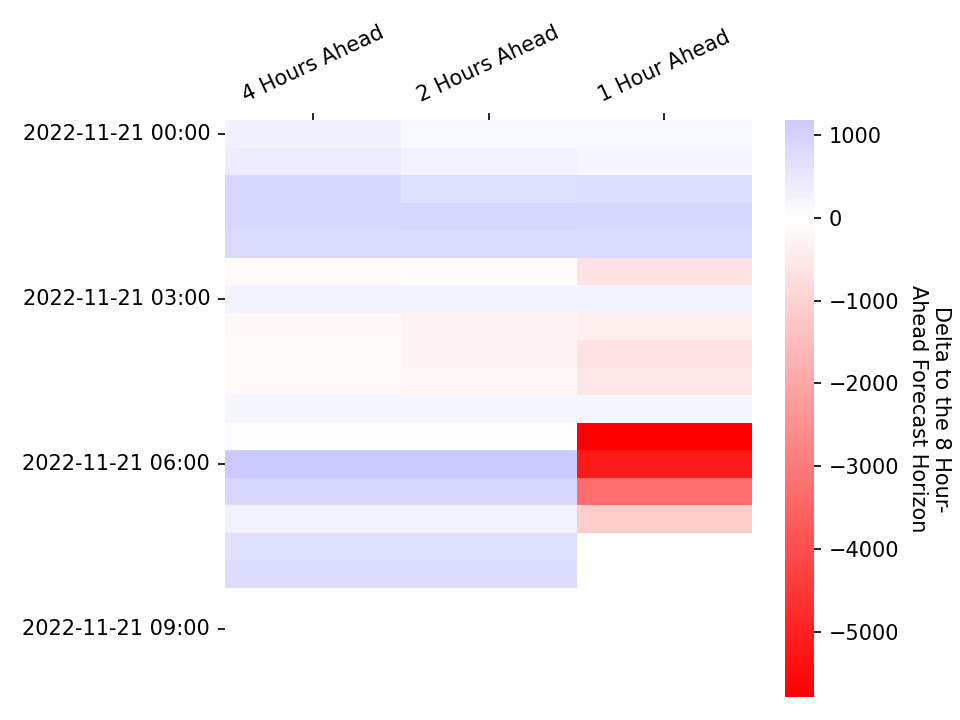 4 Hours Ahead
2 Hours Ahead
1 Hour Ahead
2022-11-21 00:00
2022-11-21 03:00
2022-11-21 06:00
2022-11-21 09:00
1000
0
−1000
−2000
−3000
−4000
−5000
Delta to the 8 Hour-
Ahead Forecast Horizon